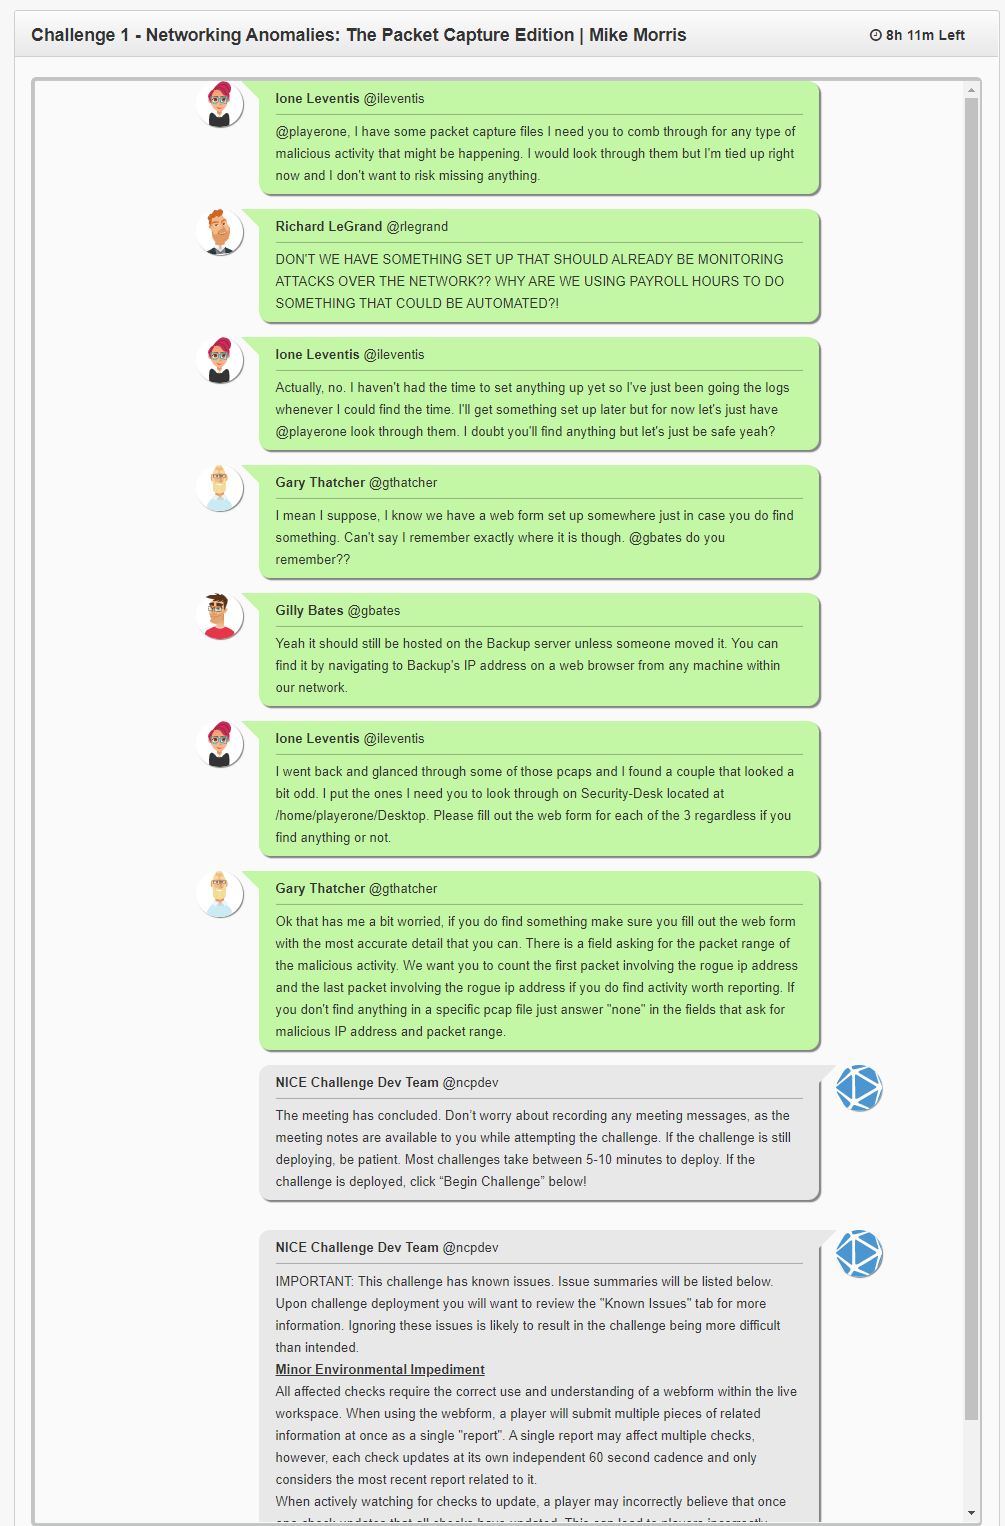 Challenge 1 - Networking Anomalies: The Packet Capture Edition | Mike Morris
8h 11m Left
Ione Leventis @ileventis
@playerone, I have some packet capture files I need you to comb through for any type of
malicious activity that might be happening. I would look through them but I'm tied up right
now and I don't want to risk missing anything.
Richard LeGrand @rlegrand
DON'T WE HAVE SOMETHING SET UP THAT SHOULD ALREADY BE MONITORING
ATTACKS OVER THE NETWORK?? WHY ARE WE USING PAYROLL HOURS TO DO
SOMETHING THAT COULD BE AUTOMATED?!
Ione Leventis @ileventis
Actually, no. I haven't had the time to set anything up yet so I've just been going the logs
whenever I could find the time. I'll get something set up later but for now let's just have
@playerone look through them. I doubt you'll find anything but let's just be safe yeah?
Gary Thatcher @gthatcher
I mean I suppose, I know we have a web form set up somewhere just in case you do find
something. Can't say I remember exactly where it is though. @gbates do you
remember??
Gilly Bates @gbates
Yeah it should still be hosted on the Backup server unless someone moved it. You can
find it by navigating to Backup's IP address on a web browser from any machine within
our network.
Ione Leventis @ileventis
I went back and glanced through some of those pcaps and I found a couple that looked a
bit odd. I put the ones I need you to look through on Security-Desk located at
/home/playerone/Desktop. Please fill out the web form for each of the 3 regardless if you
find anything or not.
Gary Thatcher @gthatcher
Ok that has me a bit worried, if you do find something make sure you fill out the web form
with the most accurate detail that you can. There is a field asking for the packet range of
the malicious activity. We want you to count the first packet involving the rogue ip address
and the last packet involving the rogue ip address if you do find activity worth reporting. If
you don't find anything in a specific pcap file just answer "none" in the fields that ask for
malicious IP address and packet range.
NICE Challenge Dev Team @ncpdev
The meeting has concluded. Don't worry about recording any meeting messages, as the
meeting notes are available to you while attempting the challenge. If the challenge is still
deploying, be patient. Most challenges take between 5-10 minutes to deploy. If the
challenge is deployed, click “Begin Challenge” below!
NICE Challenge Dev Team @ncpdev
IMPORTANT: This challenge has known issues. Issue summaries will be listed below.
Upon challenge deployment you will want to review the "Known Issues" tab for more
information. Ignoring these issues is likely to result in the challenge being more difficult
than intended.
Minor Environmental Impediment
All affected checks require the correct use and understanding of a webform within the live
workspace. When using the webform, a player will submit multiple pieces of related
information at once as a single "report". A single report may affect multiple checks,
however, each check updates at its own independent 60 second cadence and only
considers the most recent report related to it.
When actively watching for checks to update, a player may incorrectly believe that once
one check updates that all checks have updated. This can lead to players incorrectly